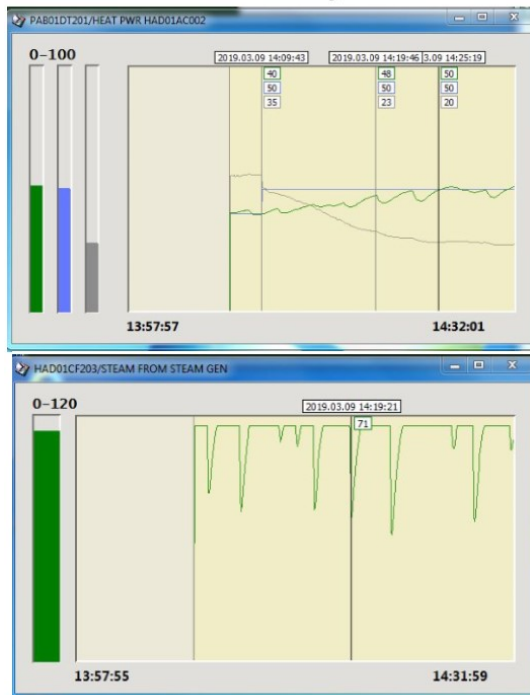 PAB01DT201/HEAT PWR HAD01AC002
0-100
2019.03.09 14:09:43 2019.03.09 14:19:46 3.09 14:25:19
40 48 50
50 50 50
35 23 20
13:57:57 14:32:01
HAD01CF203/STEAM FROM STEAM GEN
0-120
2019.03.09 14:19:21
71
13:57:55 14:31:59